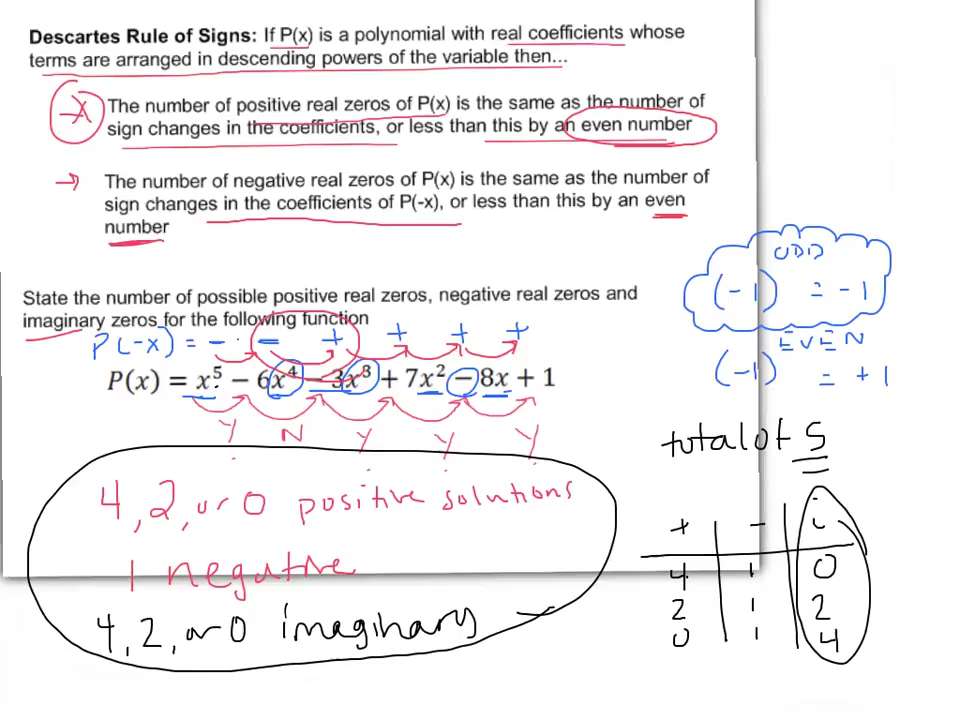 Descartes Rule of Signs: If P(x) is a polynomial with real coefficients whose
terms are arranged in descending powers of the variable then...
The number of positive real zeros of P(x) is the same as the number of
sign changes in the coefficients, or less than this by an even number
The number of negative real zeros of P(x) is the same as the number of
sign changes in the coefficients of P(-x), or less than this by an even
number
ODD
(-1) = -1
State the number of possible positive real zeros, negative real zeros and
imaginary zeros for the following function
P(-x) = - - + + + +
EVEN
(-1) = +1
P(x) = x⁵ − 6x⁴ − 3x³ + 7x² − 8x + 1
Y N Y Y Y
total of 5
4, 2, or 0 positive solutions
+ - i
1 negative
4 1 0
2 1 2
4, 2, or 0 imaginary
0 1 4